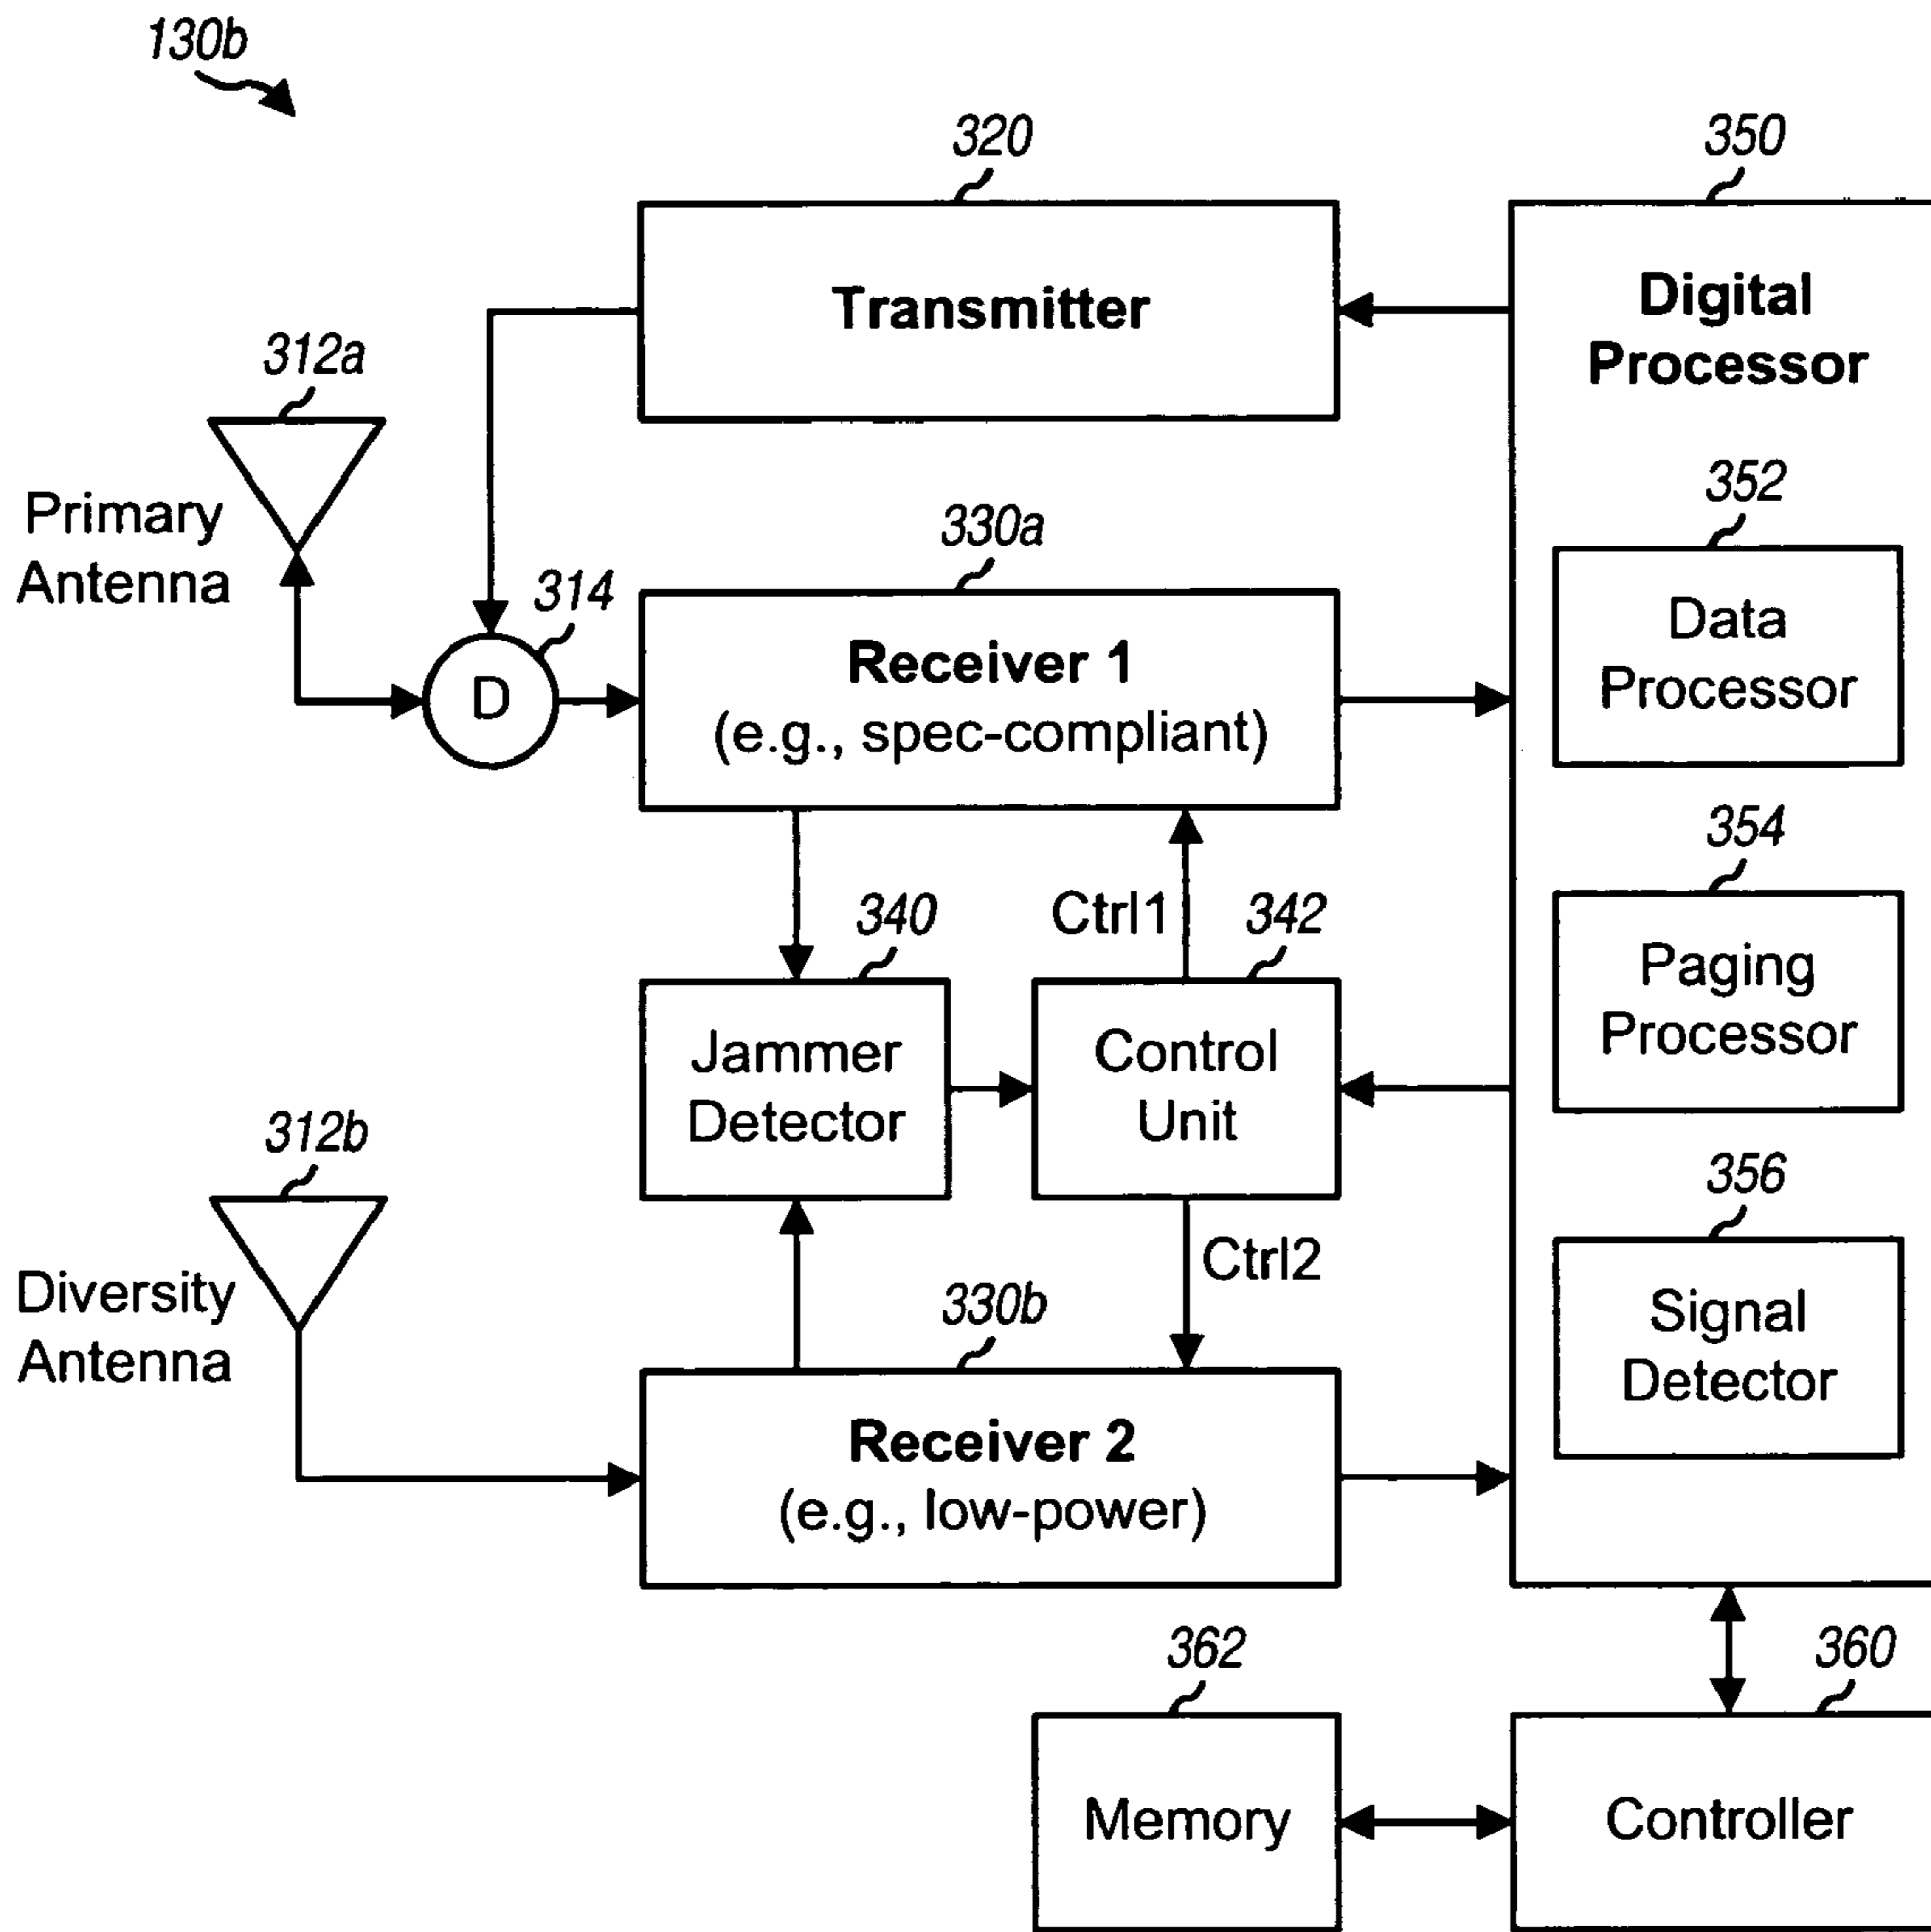 130b
320
350
Transmitter
Digital
Processor
312a
Primary
Antenna
352
Data
Processor
330a
314
D
Receiver 1
(e.g., spec-compliant)
354
Paging
Processor
340
Ctrl1
342
Jammer
Detector
Control
Unit
312b
Diversity
Antenna
356
Signal
Detector
Ctrl2
330b
Receiver 2
(e.g., low-power)
362
360
Memory
Controller